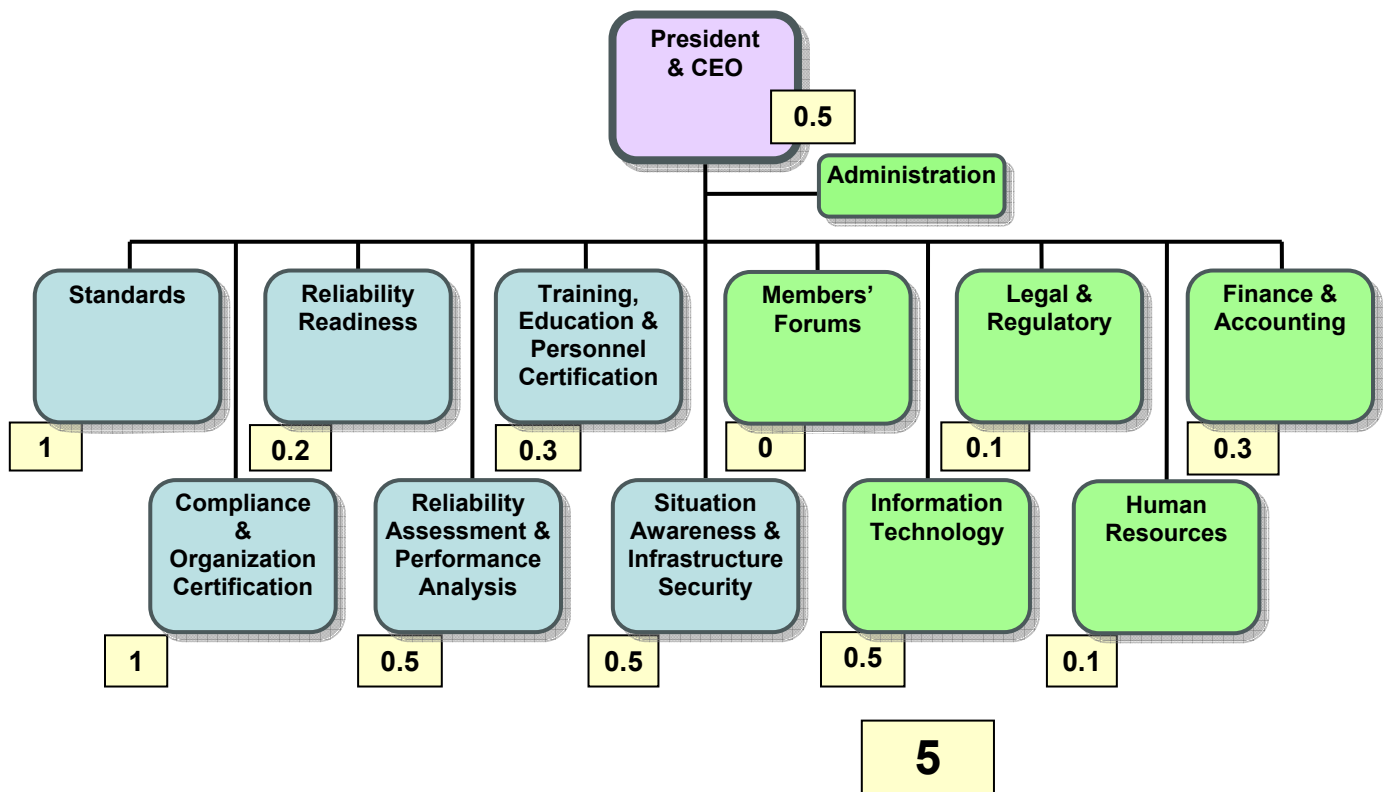 President
& CEO
0.5
Administration
Standards
1
Reliability
Readiness
0.2
Training,
Education &
Personnel
Certification
0.3
Members’
Forums
0
Legal &
Regulatory
0.1
Finance &
Accounting
0.3
Compliance
&
Organization
Certification
1
Reliability
Assessment &
Performance
Analysis
0.5
Situation
Awareness &
Infrastructure
Security
0.5
Information
Technology
0.5
Human
Resources
0.1
5